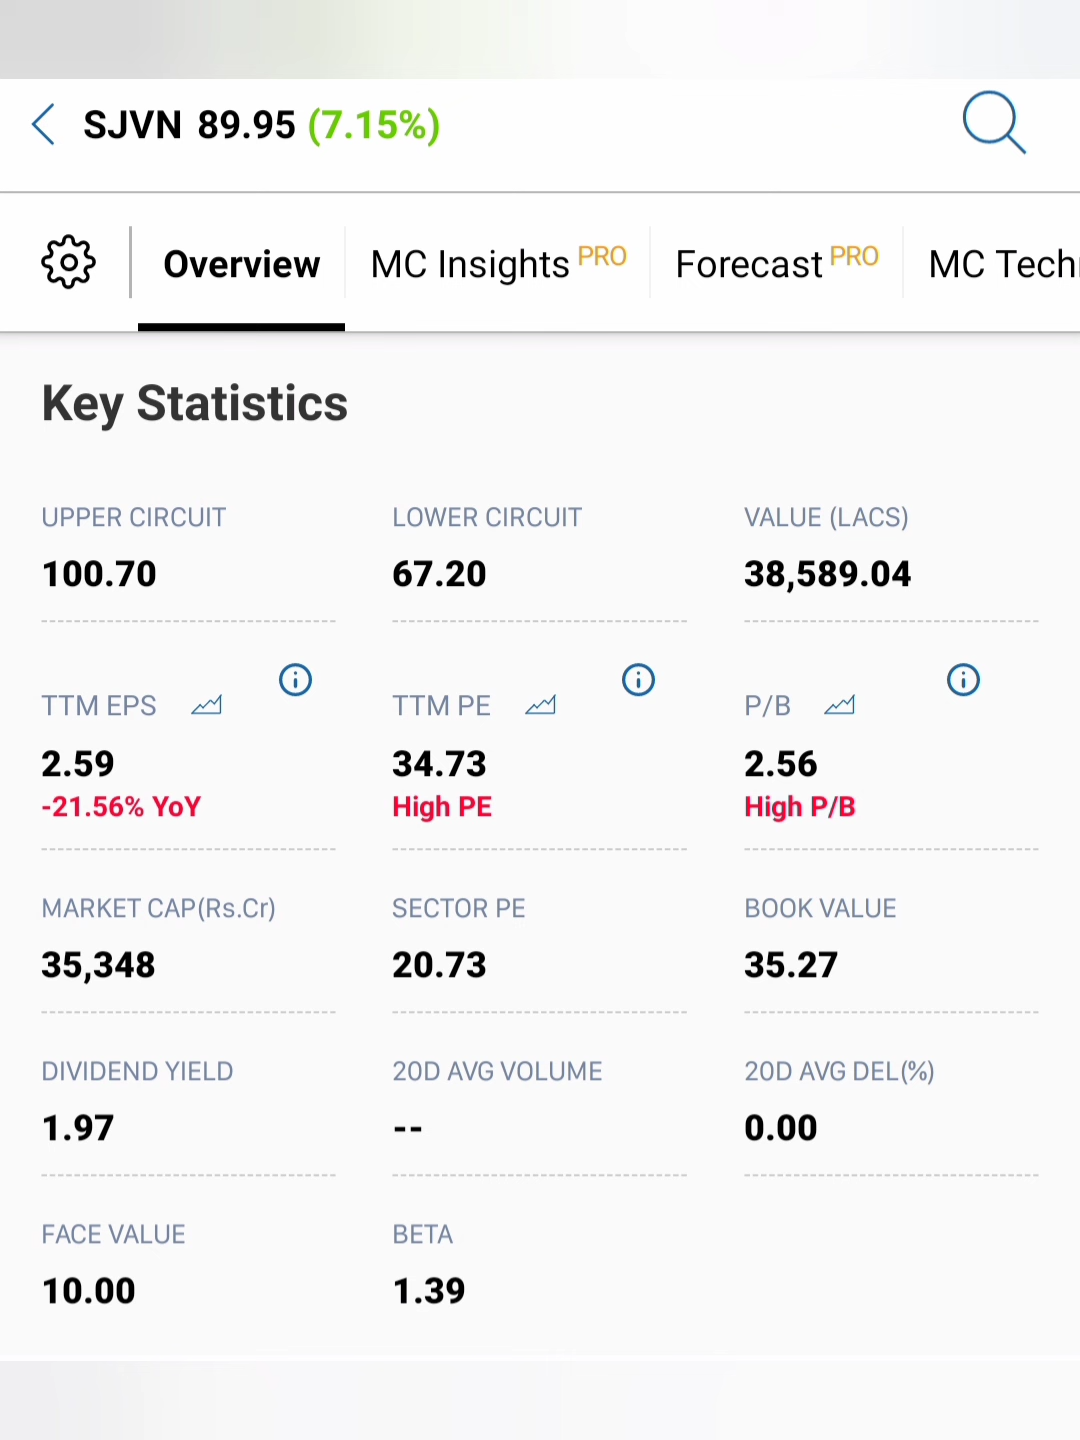 SJVN 89.95 (7.15%)
Overview MC Insights PRO Forecast PRO MC Tech
Key Statistics
UPPER CIRCUIT LOWER CIRCUIT VALUE (LACS)
100.70 67.20 38,589.04
TTM EPS TTM PE P/B
2.59 34.73 2.56
-21.56% YoY High PE High P/B
MARKET CAP(Rs.Cr) SECTOR PE BOOK VALUE
35,348 20.73 35.27
DIVIDEND YIELD 20D AVG VOLUME 20D AVG DEL(%)
1.97 -- 0.00
FACE VALUE BETA
10.00 1.39